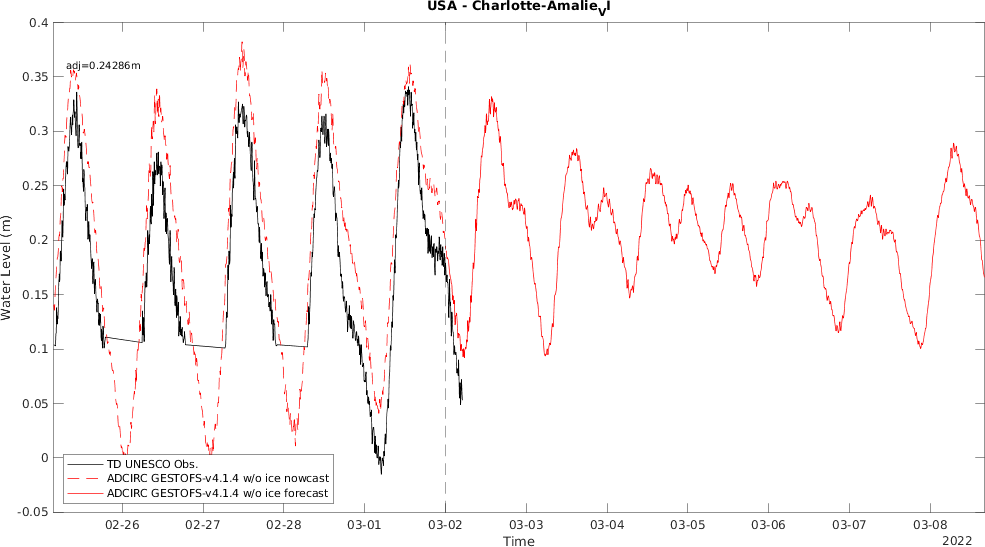 USA - Charlotte-AmalieVI
adj=0.24286m
0.4
0.35
0.3
0.25
0.2
0.15
0.1
0.05
0
-0.05
Water Level (m)
TD UNESCO Obs.
ADCIRC GESTOFS-v4.1.4 w/o ice nowcast
ADCIRC GESTOFS-v4.1.4 w/o ice forecast
02-26 02-27 02-28 03-01 03-02 03-03 03-04 03-05 03-06 03-07 03-08
Time
2022